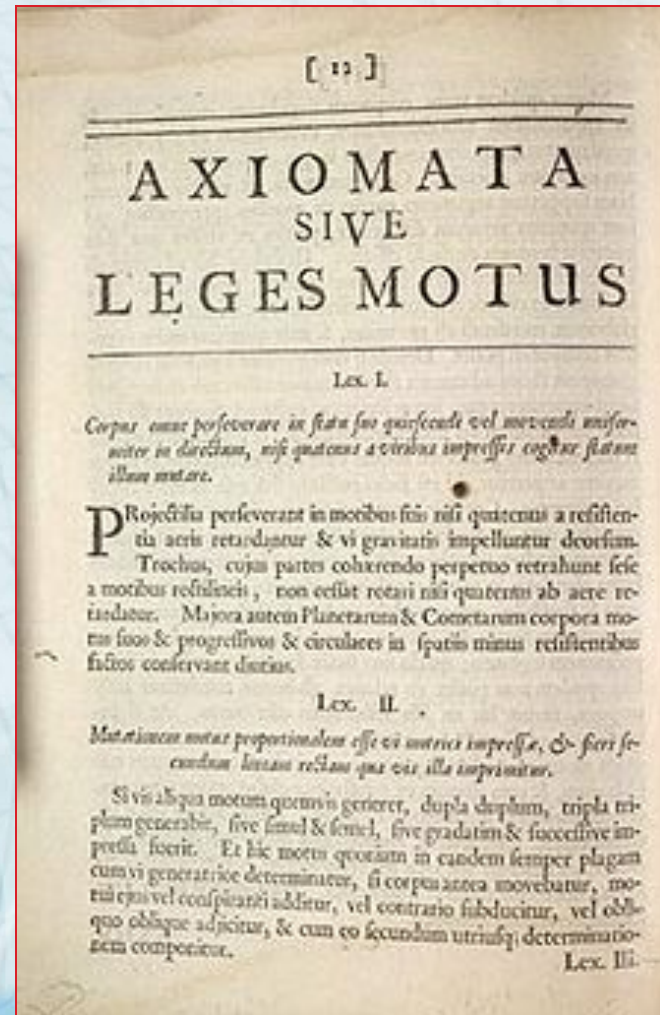 [ 12 ]
AXIOMATA
SIVE
LEGES MOTUS
Lex. I.
Corpus omne perſeverare in ſtatu ſuo quieſcendi vel movendi unifor-
miter in directum, niſi quatenus a viribus impreſſis cogitur ſtatum
illum mutare.
PRojectilia perſeverant in motibus ſuis niſi quatenus a reſiſten-
tia aeris retardantur & vi gravitatis impelluntur deorſum.
Trochus, cujus partes cohærendo perpetuo retrahunt ſeſe
a motibus rectilineis, non ceſſat rotari niſi quatenus ab aere re-
tardatur. Majora autem Planetarum & Cometarum corpora mo-
tus ſuos & progreſſivos & circulares in ſpatiis minus reſiſtentibus
factos conſervant diutius.
Lex. II.
Mutationem motus proportionalem eſſe vi motrici impreſſæ, & fieri ſe-
cundum lineam rectam qua vis illa imprimitur.
Si vis aliqua motum quemvis generet, dupla duplum, tripla tri-
plum generabit, ſive ſimul & ſemel, ſive gradatim & ſucceſſive im-
preſſa fuerit. Et hic motus quoniam in eandem ſemper plagam
cum vi generatrice determinatur, ſi corpus antea movebatur, mo-
tui ejus vel conſpiranti additur, vel contrario ſubducitur, vel obli-
quo oblique adjicitur, & cum eo ſecundum utriuſq; determinatio-
nem componitur.
Lex. III.